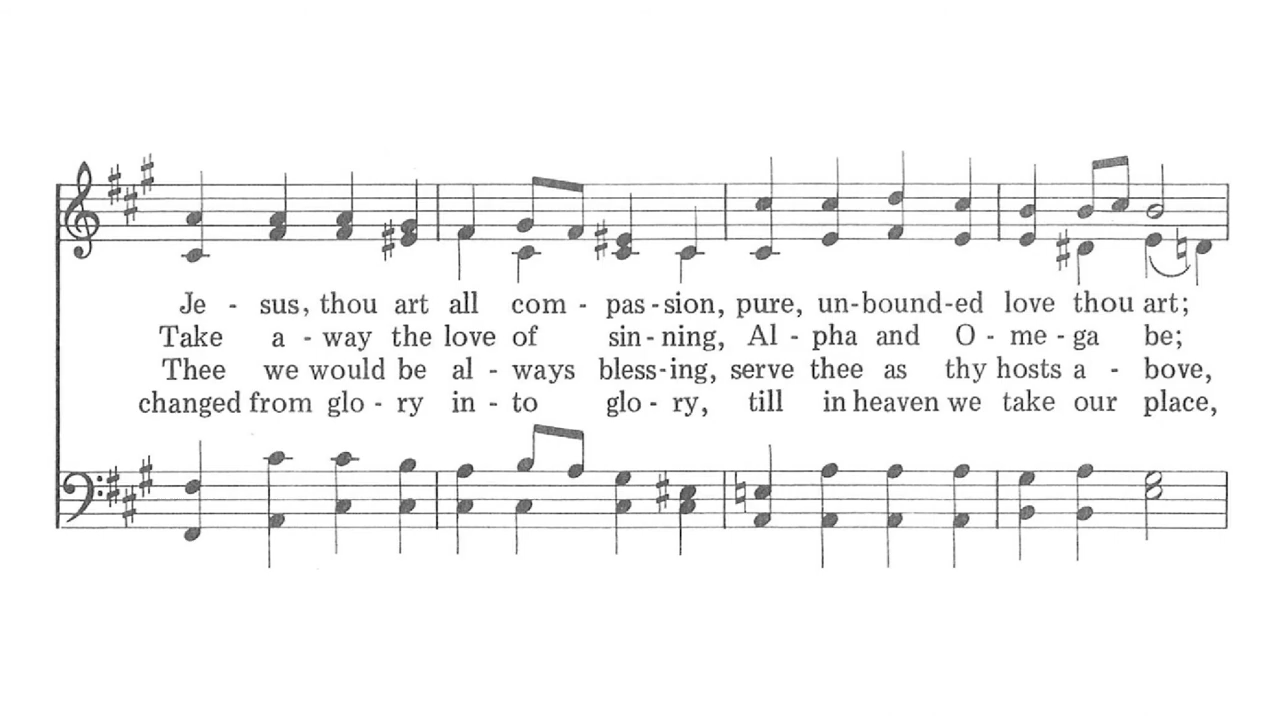 Je - sus, thou art all com - pas - sion, pure, un-bound-ed love thou art;
Take a - way the love of sin - ning, Al - pha and O - me - ga be;
Thee we would be al - ways bless-ing, serve thee as thy hosts a - bove,
changed from glo - ry in - to glo - ry, till in heaven we take our place,